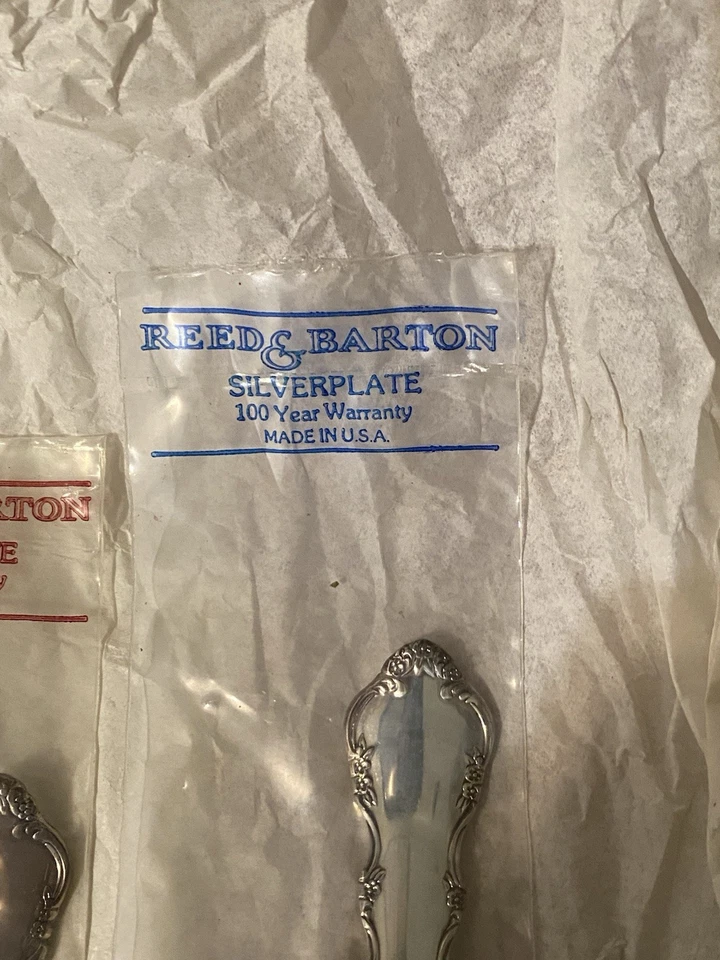 REED & BARTON
SILVERPLATE
100 Year Warranty
MADE IN U.S.A.
RTON
E